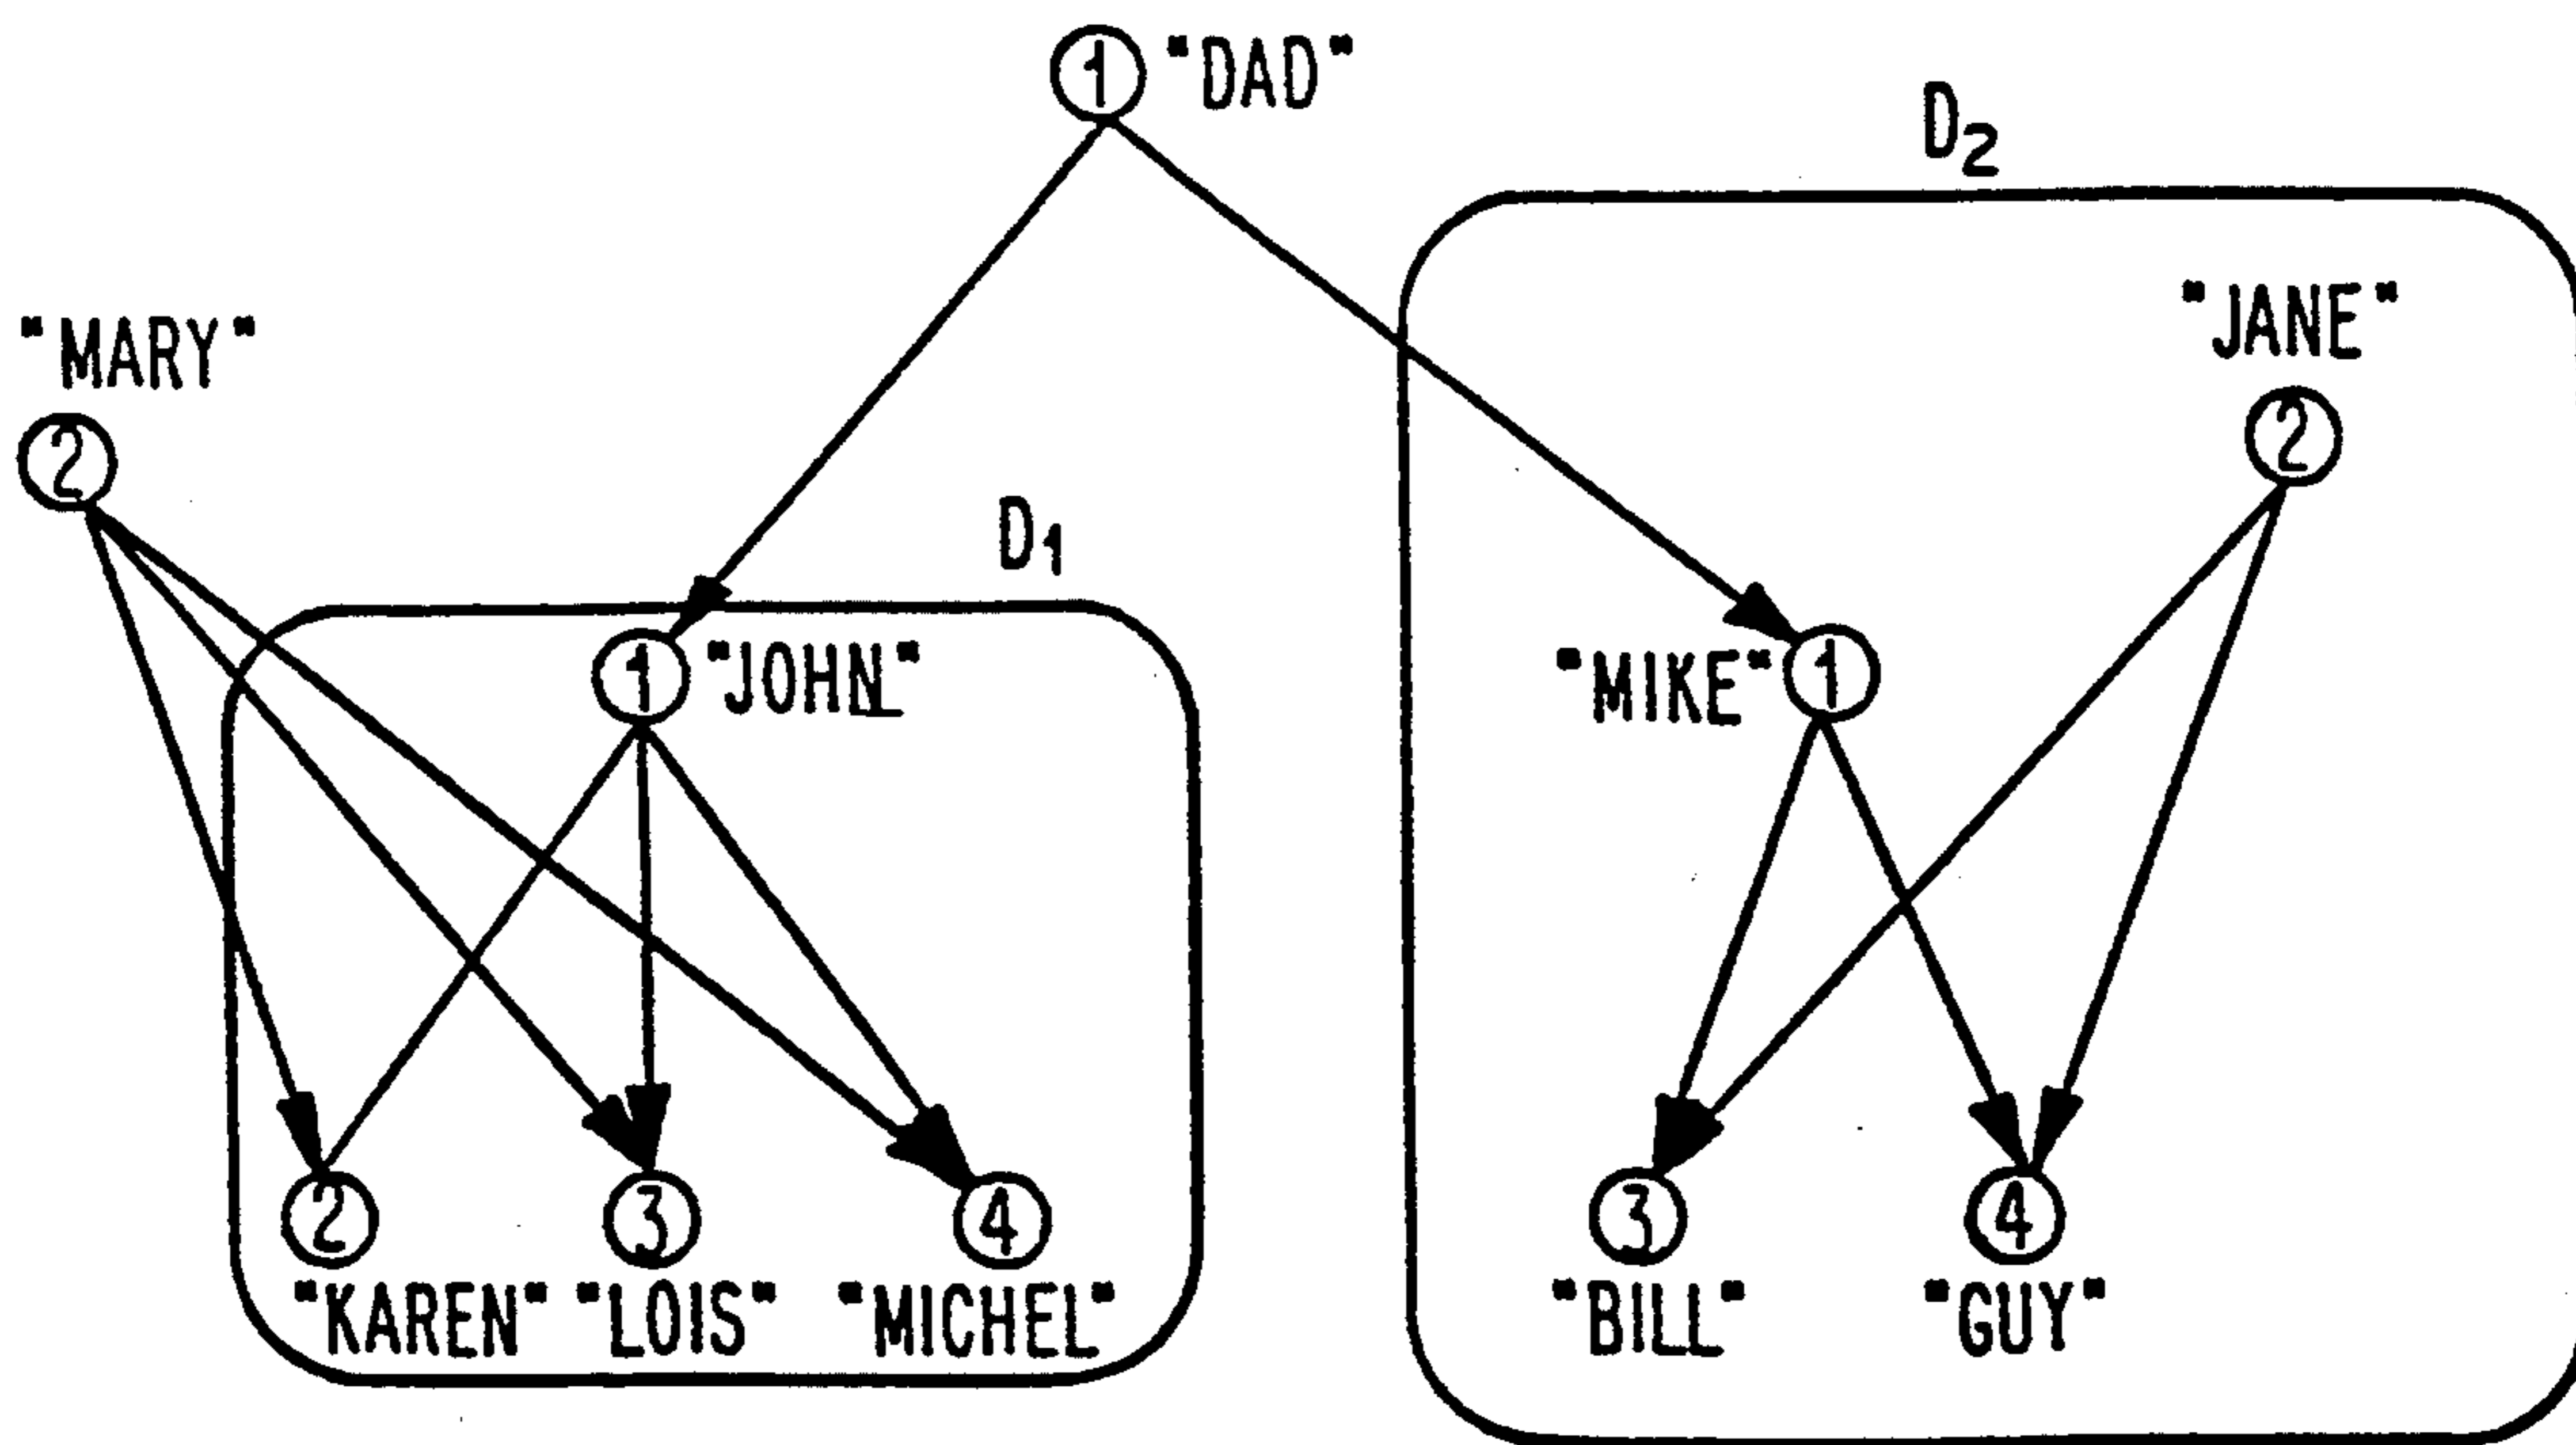 1 "DAD"
D2
"MARY"
"JANE"
2
2
D1
1 "JOHN"
"MIKE" 1
2
3
4
3
4
"KAREN" "LOIS" "MICHEL"
"BILL"
"GUY"